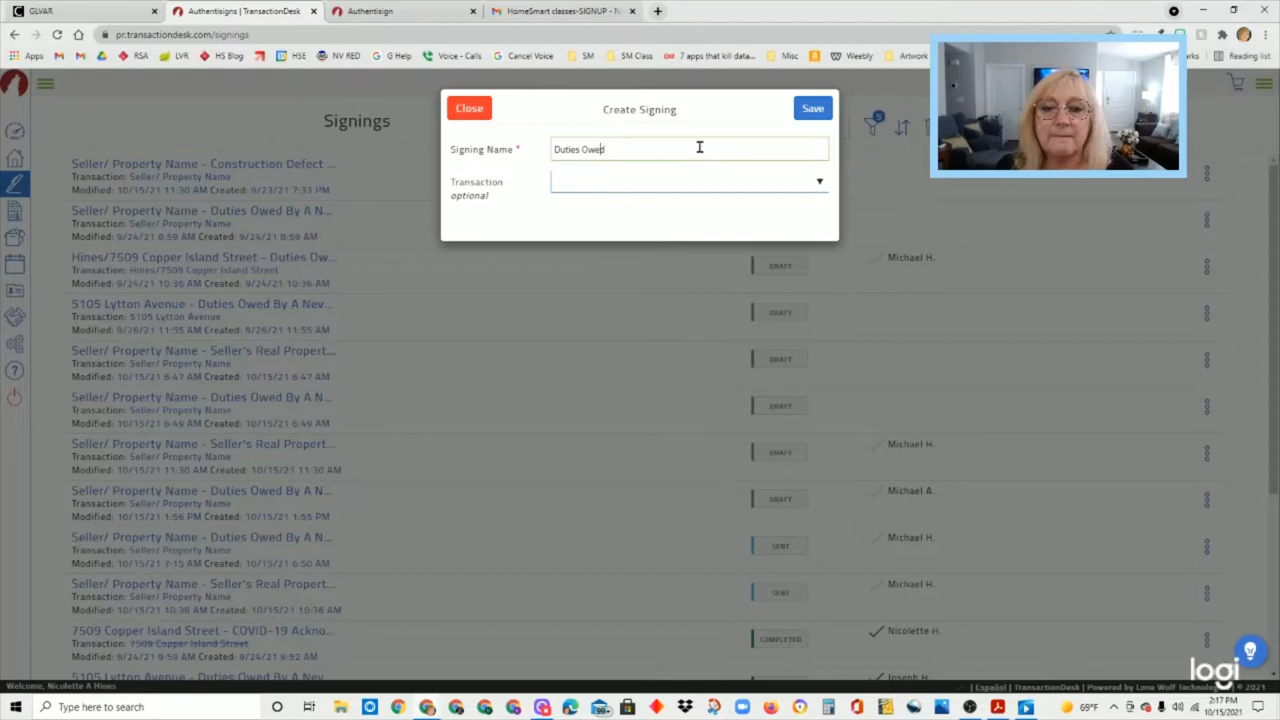 GLVAR
Authentisigns | TransactionDesk
Authentisign
HomeSmart classes-SIGNUP - N
pr.transactiondesk.com/signings
Apps
RSA
HS Blog
LVR
HSE
NV RED
G Help
Voice - Calls
Cancel Voice
SM
SM Class
7 apps that kill data...
Misc
Weebly
Artwork
Reading list
Close
Create Signing
Save
Signing Name *
Duties Owed
Transaction
optional
Signings
5
Seller/ Property Name - Construction Defect
Transaction: Seller/ Property Name
Modified: 10/15/21 11:30 AM Created: 9/23/21 7:33 PM
Seller/ Property Name - Duties Owed By A N...
Transaction: Seller/ Property Name
Modified: 9/24/21 8:59 AM Created: 9/24/21 8:59 AM
Hines/7509 Copper Island Street - Duties Ow...
Transaction: Hines/7509 Copper Island Street
Modified: 9/24/21 10:36 AM Created: 9/24/21 10:36 AM
DRAFT
Michael H.
5105 Lytton Avenue - Duties Owed By A Nev...
Transaction: 5105 Lytton Avenue
Modified: 9/26/21 11:55 AM Created: 9/26/21 11:55 AM
DRAFT
Seller/ Property Name - Seller's Real Propert...
Transaction: Seller/ Property Name
Modified: 10/15/21 6:47 AM Created: 10/15/21 6:47 AM
DRAFT
Seller/ Property Name - Duties Owed By A N...
Transaction: Seller/ Property Name
Modified: 10/15/21 6:49 AM Created: 10/15/21 6:49 AM
DRAFT
Seller/ Property Name - Seller's Real Propert...
Transaction: Seller/ Property Name
Modified: 10/15/21 11:30 AM Created: 10/15/21 11:30 AM
DRAFT
Michael H.
Seller/ Property Name - Duties Owed By A N...
Transaction: Seller/ Property Name
Modified: 10/15/21 1:56 PM Created: 10/15/21 1:55 PM
DRAFT
Michael A.
Seller/ Property Name - Duties Owed By A N...
Transaction: Seller/ Property Name
Modified: 10/15/21 7:15 AM Created: 10/15/21 6:50 AM
SENT
Michael H.
Seller/ Property Name - Seller's Real Propert...
Transaction: Seller/ Property Name
Modified: 10/15/21 10:38 AM Created: 10/15/21 10:36 AM
SENT
Michael H.
7509 Copper Island Street - COVID-19 Ackno...
Transaction: 7509 Copper Island Street
Modified: 9/24/21 9:59 AM Created: 9/24/21 9:52 AM
COMPLETED
Nicolette H.
5105 Lytton Avenue - Duties Owed By A Nev...
Joseph H.
logi
Welcome, Nicolette A Hines
Español | TransactionDesk | Powered by Lone Wolf Technolog © 2021
Type here to search
99+
69°F
2:17 PM
10/15/2021